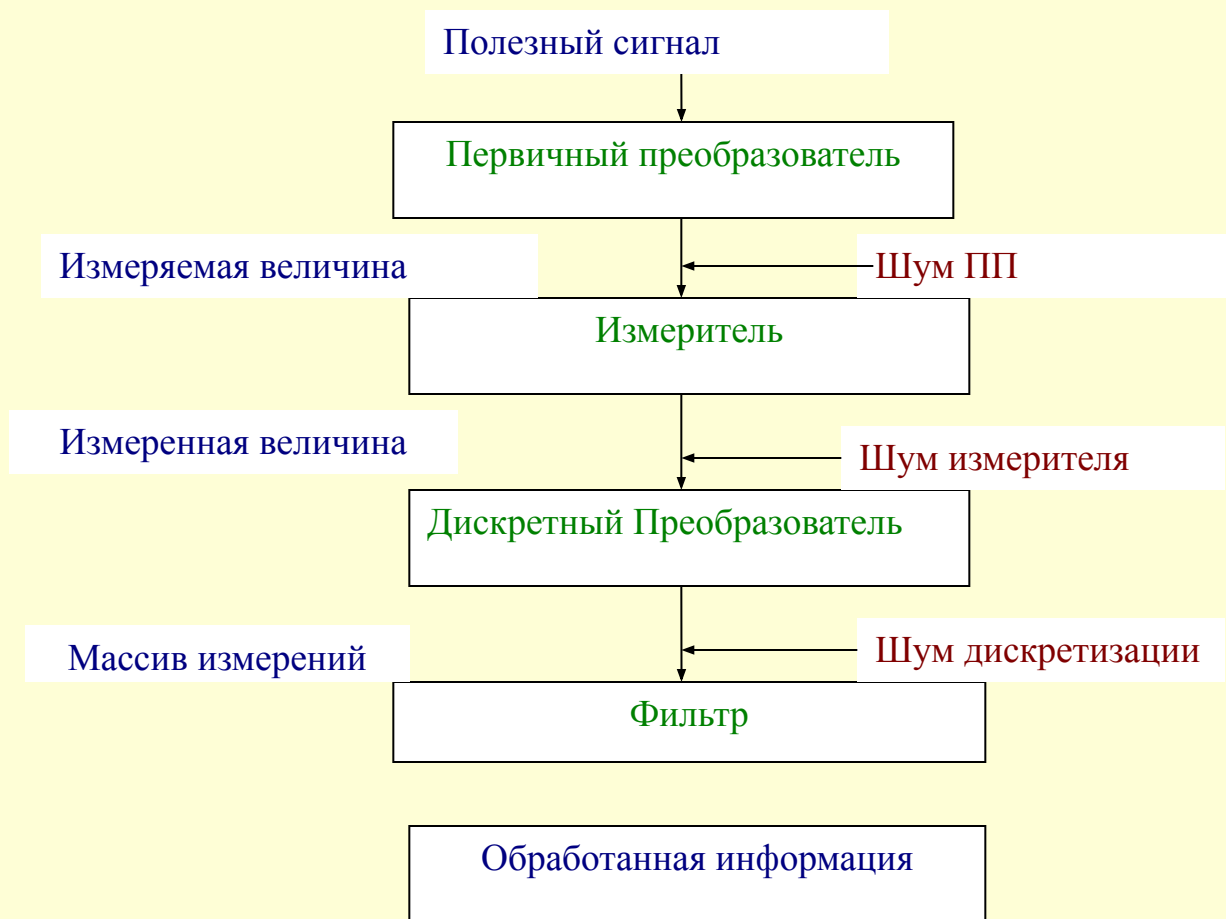 Полезный сигнал
Первичный преобразователь
Измеряемая величина
Шум ПП
Измеритель
Измеренная величина
Шум измерителя
Дискретный Преобразователь
Массив измерений
Шум дискретизации
Фильтр
Обработанная информация